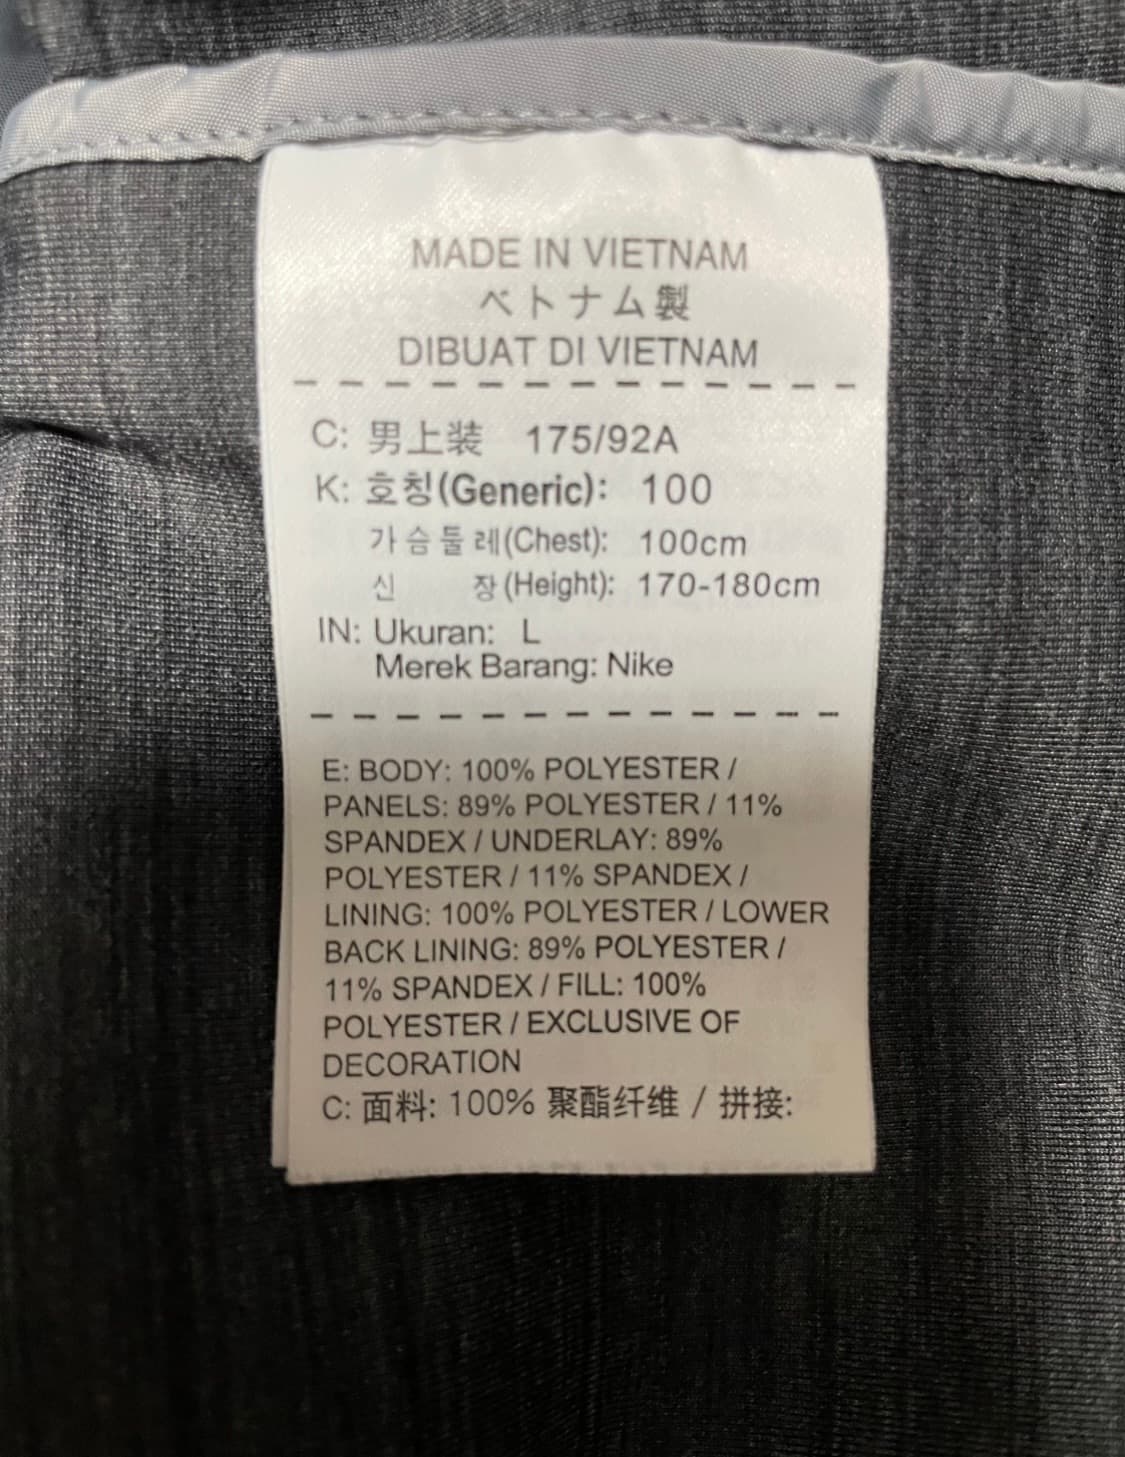 MADE IN VIETNAM
ベトナム製
DIBUAT DI VIETNAM
C: 男上装 175/92A
K: 호칭(Generic): 100
가슴둘레(Chest): 100cm
신 장(Height): 170-180cm
IN: Ukuran: L
Merek Barang: Nike
E: BODY: 100% POLYESTER /
PANELS: 89% POLYESTER / 11%
SPANDEX / UNDERLAY: 89%
POLYESTER / 11% SPANDEX /
LINING: 100% POLYESTER / LOWER
BACK LINING: 89% POLYESTER /
11% SPANDEX / FILL: 100%
POLYESTER / EXCLUSIVE OF
DECORATION
C: 面料: 100% 聚酯纤维 / 拼接: